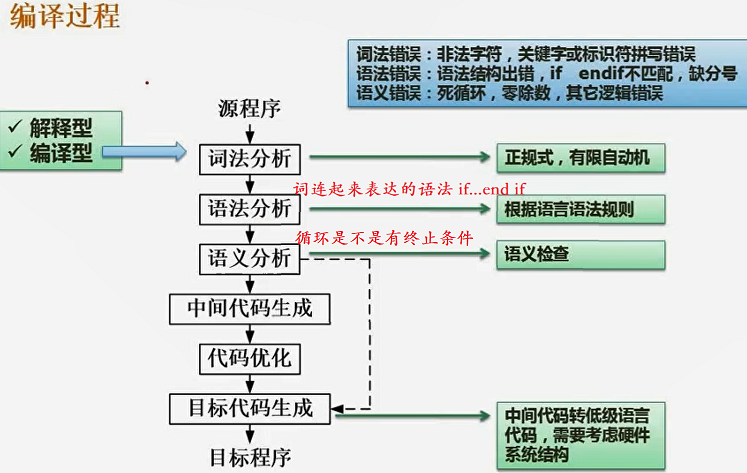 编译过程
词法错误：非法字符，关键字或标识符拼写错误
语法错误：语法结构出错，if endif不匹配，缺分号
语义错误：死循环，零除数，其它逻辑错误
源程序
✓ 解释型
✓ 编译型
词法分析
正规式，有限自动机
词连起来表达的语法 if...end if
语法分析
根据语言语法规则
循环是不是有终止条件
语义分析
语义检查
中间代码生成
代码优化
目标代码生成
中间代码转低级语言
代码，需要考虑硬件
系统结构
目标程序